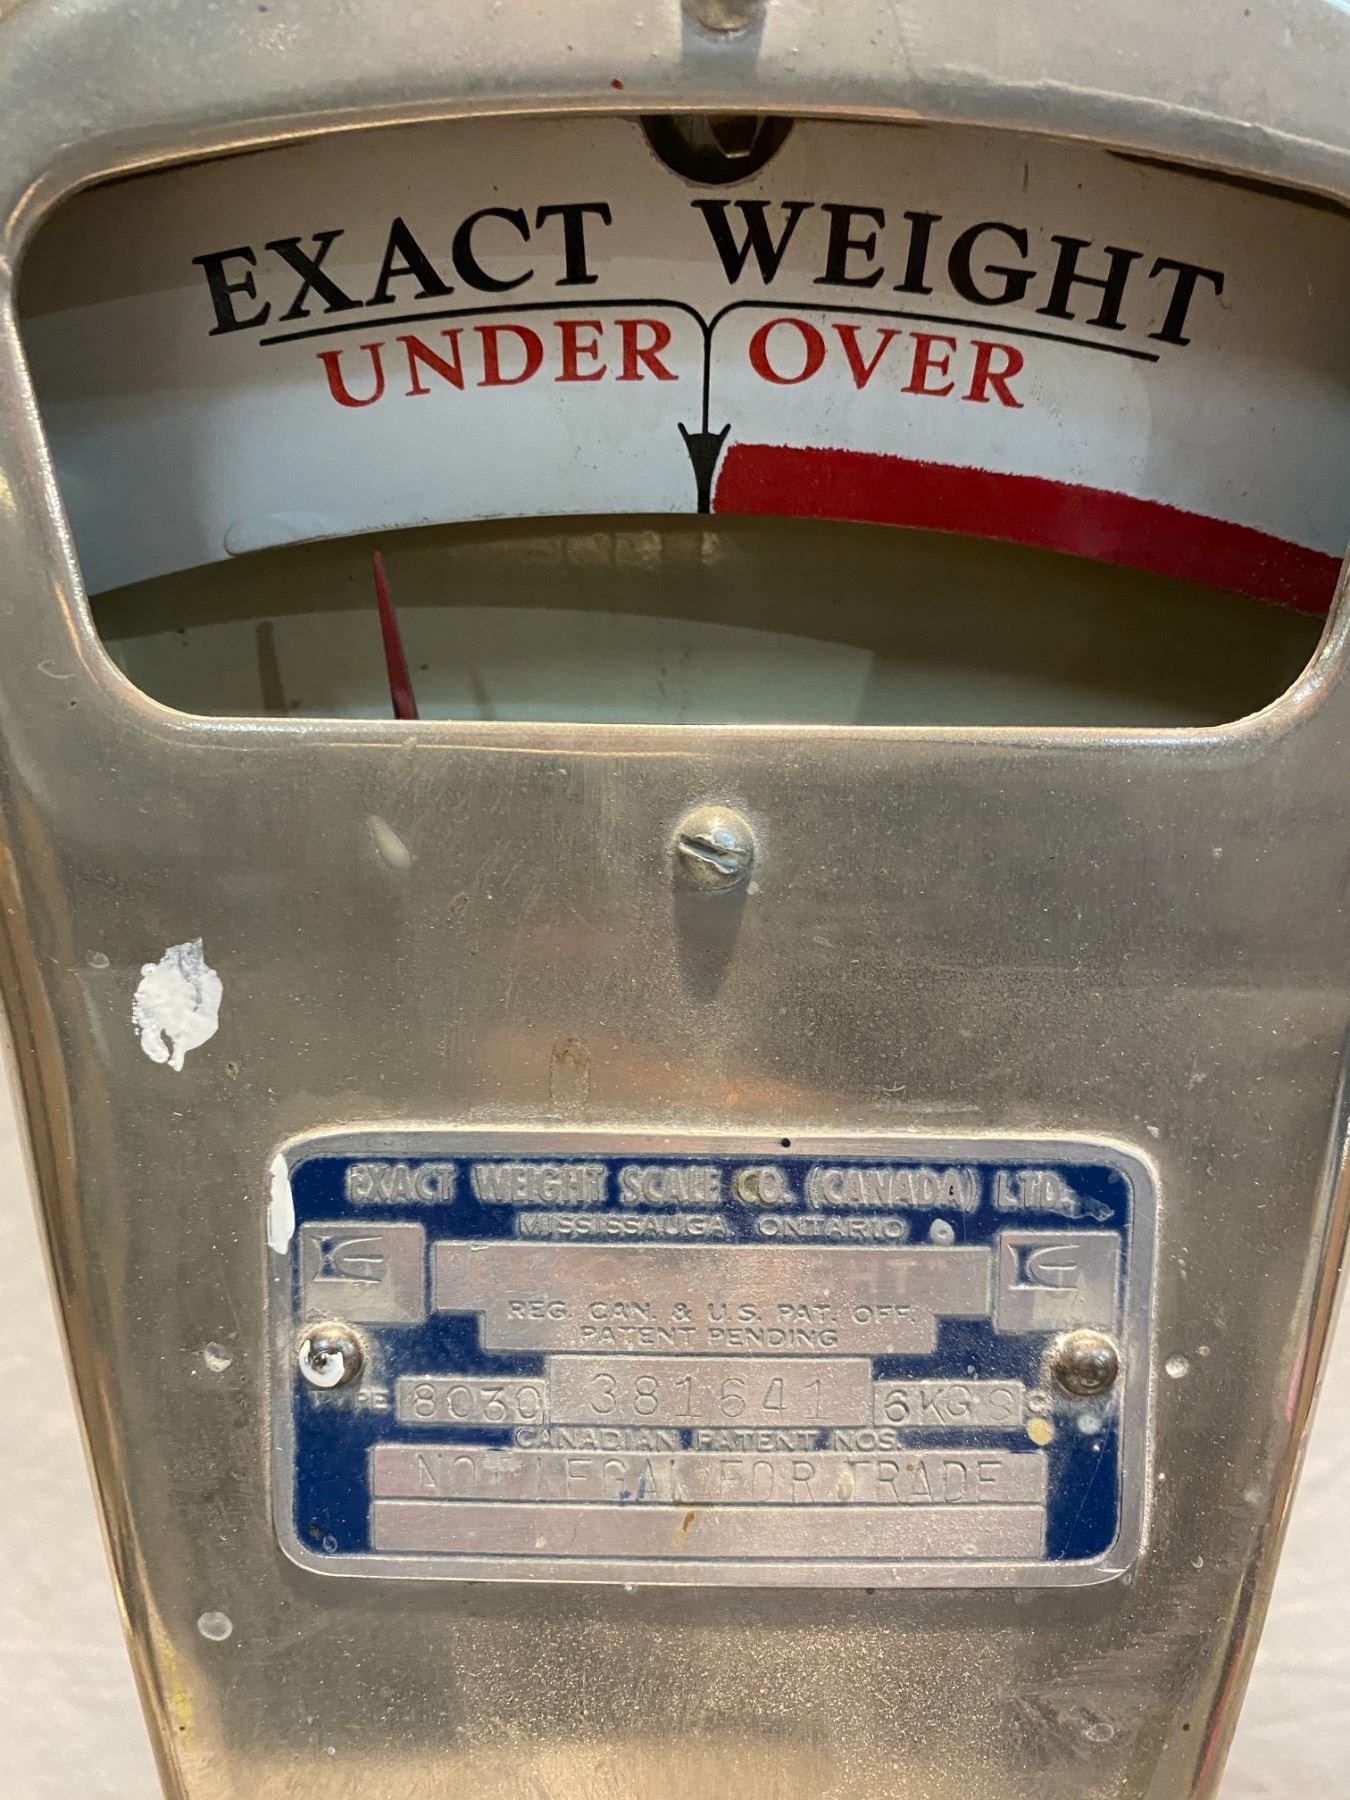 EXACT WEIGHT
UNDER OVER
EXACT WEIGHT SCALE CO. (CANADA) LTD.
MISSISSAUGA ONTARIO
REG. CAN. & U.S. PAT. OFF.
PATENT PENDING
TYPE 8030 381641 6KGS
CANADIAN PATENT NOS.
NOT LEGAL FOR TRADE